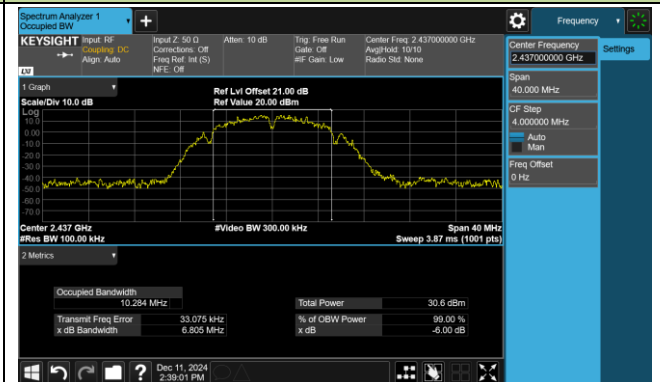 Spectrum Analyzer 1
Occupied BW
Frequency
KEYSIGHT
Input: RF
Coupling: DC
Align: Auto
Input Z: 50 Ω
Corrections: Off
Freq Ref: Int (S)
NFE: Off
Atten: 10 dB
Trig: Free Run
Gate: Off
#IF Gain: Low
Center Freq: 2.437000000 GHz
Avg|Hold: 10/10
Radio Std: None
LXI
Center Frequency
2.437000000 GHz
Settings
Span
40.000 MHz
CF Step
4.000000 MHz
Auto
Man
Freq Offset
0 Hz
1 Graph
Scale/Div 10.0 dB
Ref Lvl Offset 21.00 dB
Ref Value 20.00 dBm
Log
10.0
0.00
-10.0
-20.0
-30.0
-40.0
-50.0
-60.0
-70.0
Center 2.437 GHz
#Res BW 100.00 kHz
#Video BW 300.00 kHz
Span 40 MHz
Sweep 3.87 ms (1001 pts)
2 Metrics
Occupied Bandwidth
10.284 MHz
Total Power 30.6 dBm
Transmit Freq Error 33.075 kHz
% of OBW Power 99.00 %
x dB Bandwidth 6.805 MHz
x dB -6.00 dB
?
Dec 11, 2024
2:39:01 PM